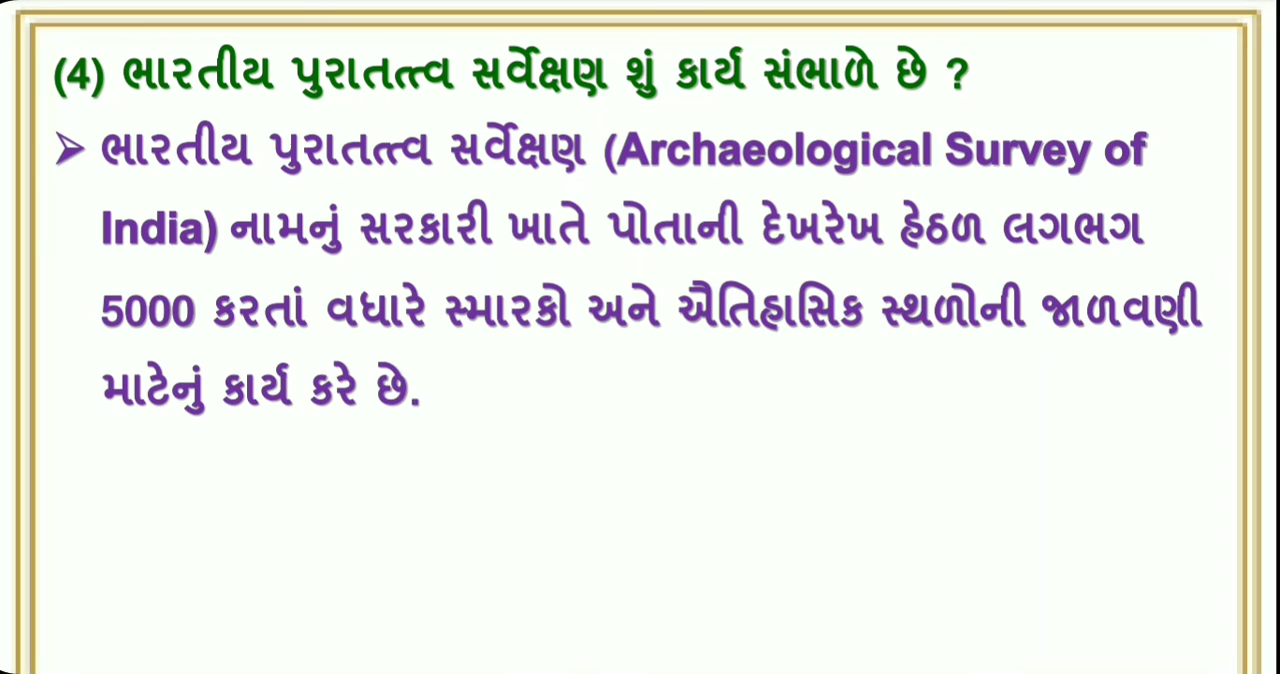 (4) ભારતીય પુરાતત્ત્વ સર્વેક્ષણ શું કાર્ય સંભાળે છે ?
➢ ભારતીય પુરાતત્ત્વ સર્વેક્ષણ (Archaeological Survey of
India) નામનું સરકારી ખાતે પોતાની દેખરેખ હેઠળ લગભગ
5000 કરતાં વધારે સ્મારકો અને ઐતિહાસિક સ્થળોની જાળવણી
માટેનું કાર્ય કરે છે.